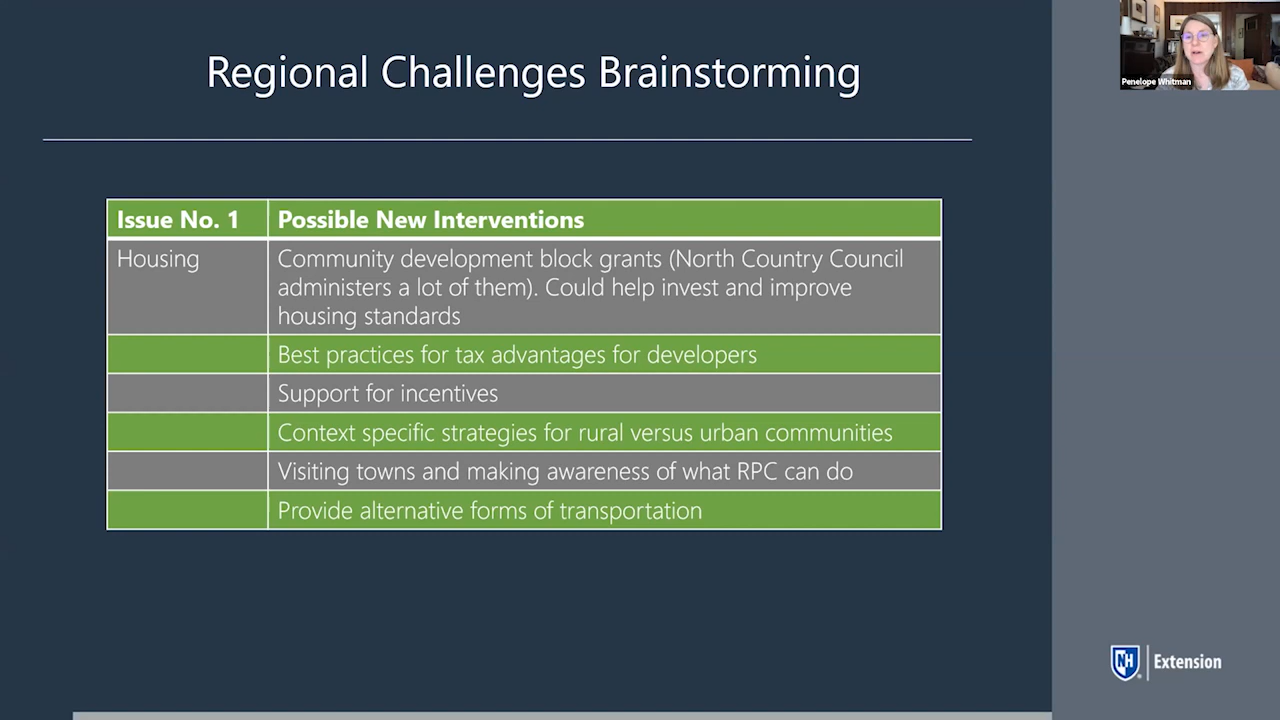 Regional Challenges Brainstorming
Penelope Whitman
Issue No. 1
Possible New Interventions
Housing
Community development block grants (North Country Council
administers a lot of them). Could help invest and improve
housing standards
Best practices for tax advantages for developers
Support for incentives
Context specific strategies for rural versus urban communities
Visiting towns and making awareness of what RPC can do
Provide alternative forms of transportation
NH Extension